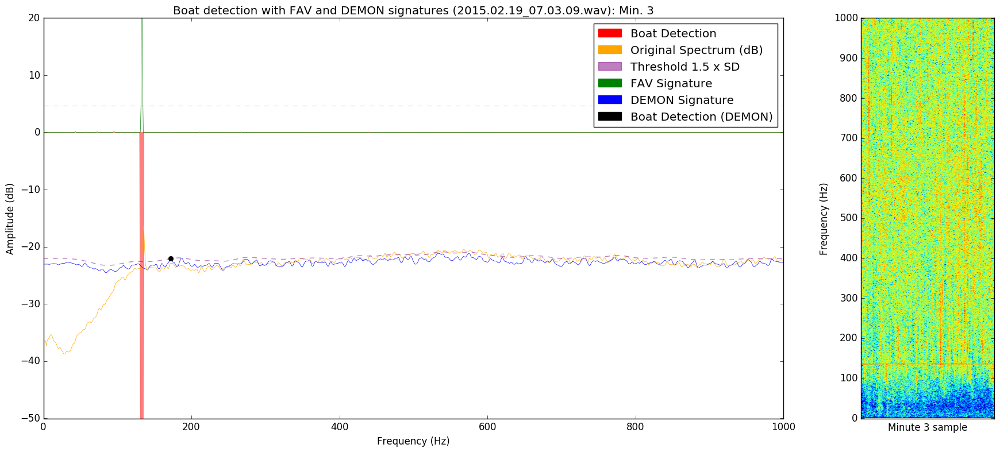 Boat detection with FAV and DEMON signatures (2015.02.19_07.03.09.wav): Min. 3
Boat Detection
Original Spectrum (dB)
Threshold 1.5 x SD
FAV Signature
DEMON Signature
Boat Detection (DEMON)
20
10
0
−10
−20
−30
−40
−50
Amplitude (dB)
0
200
400
600
800
1000
Frequency (Hz)
1000
900
800
700
600
500
400
300
200
100
0
Frequency (Hz)
Minute 3 sample